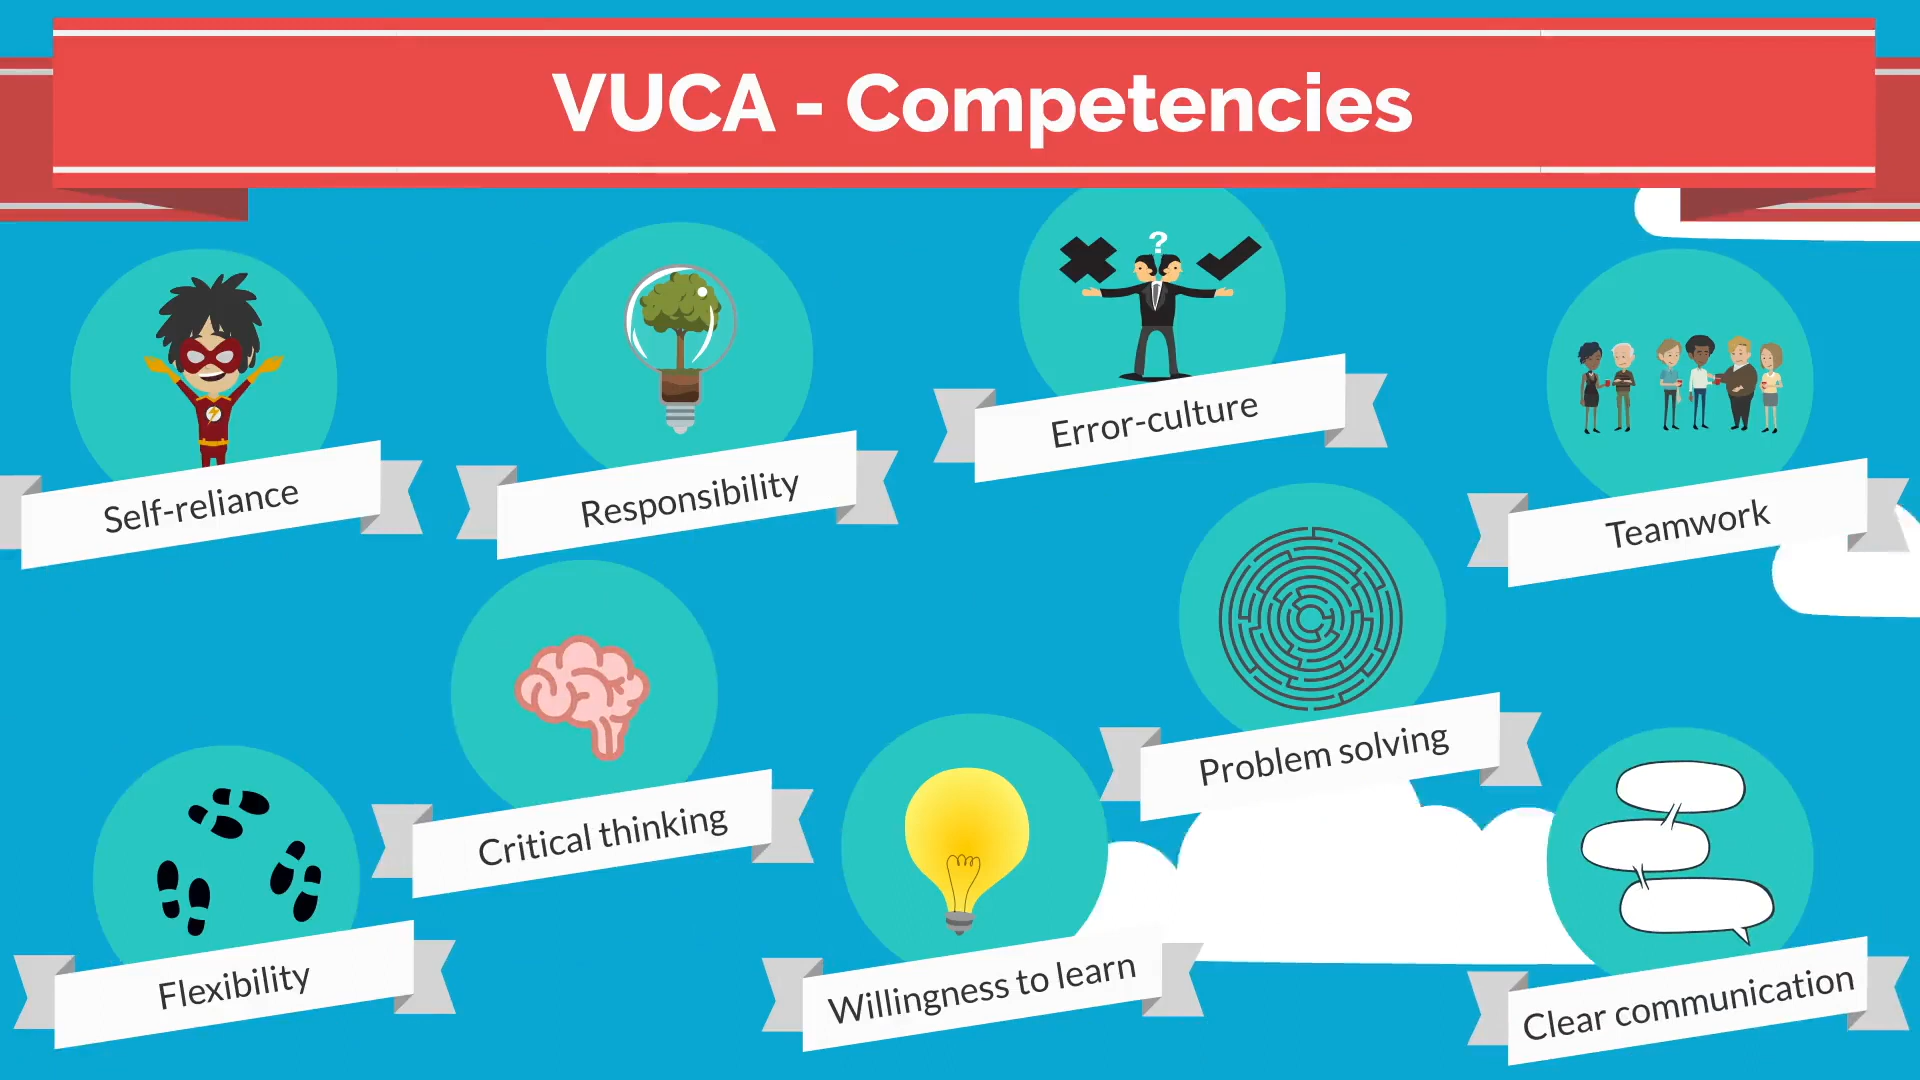 VUCA - Competencies
?
Self-reliance
Responsibility
Error-culture
Teamwork
Critical thinking
Problem solving
Flexibility
Willingness to learn
Clear communication